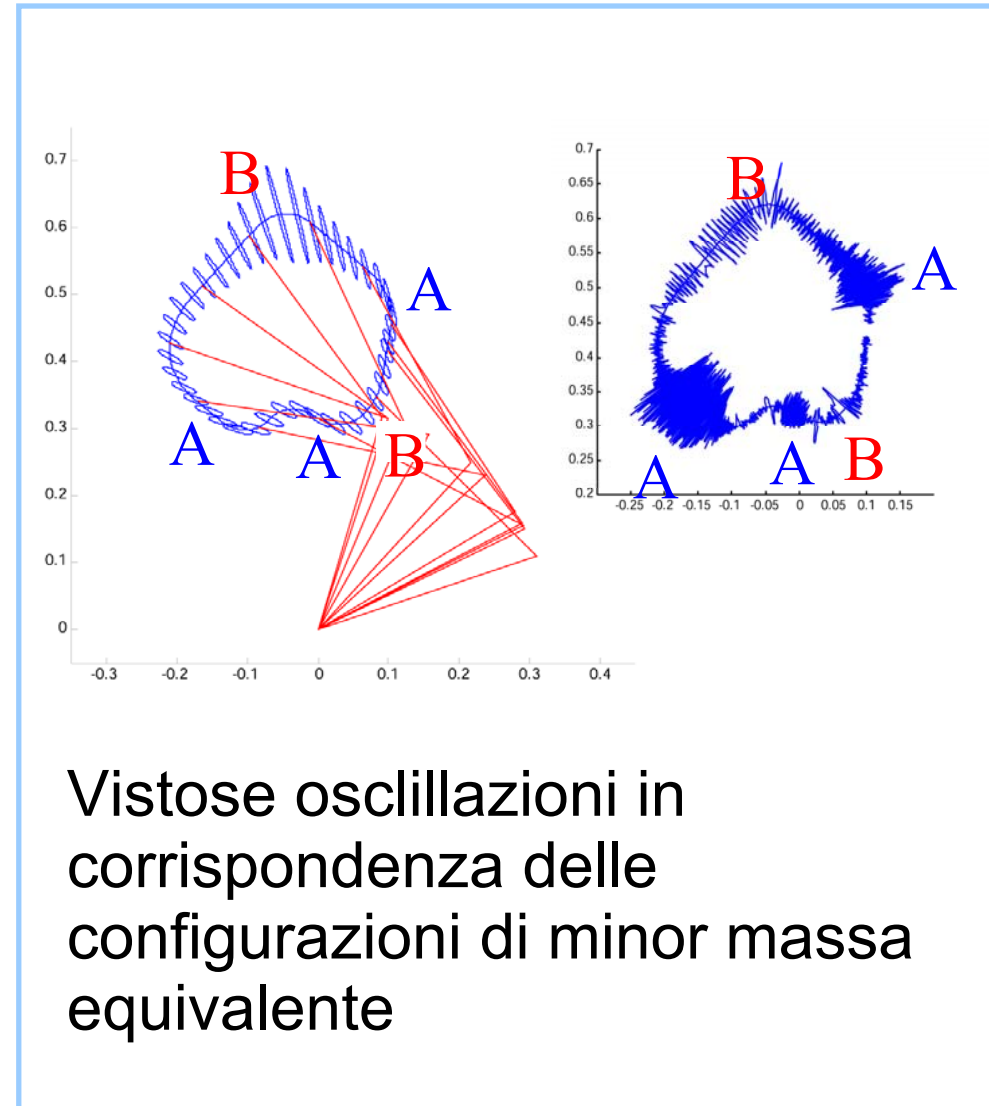 0.7
0.6
0.5
0.4
0.3
0.2
0.1
0
-0.3 -0.2 -0.1 0 0.1 0.2 0.3 0.4
B
A
A
A
B
0.7
0.65
0.6
0.55
0.5
0.45
0.4
0.35
0.3
0.25
0.2
-0.25 -0.2 -0.15 -0.1 -0.05 0 0.05 0.1 0.15
B
A
A
A
B
Vistose osclillazioni in
corrispondenza delle
configurazioni di minor massa
equivalente